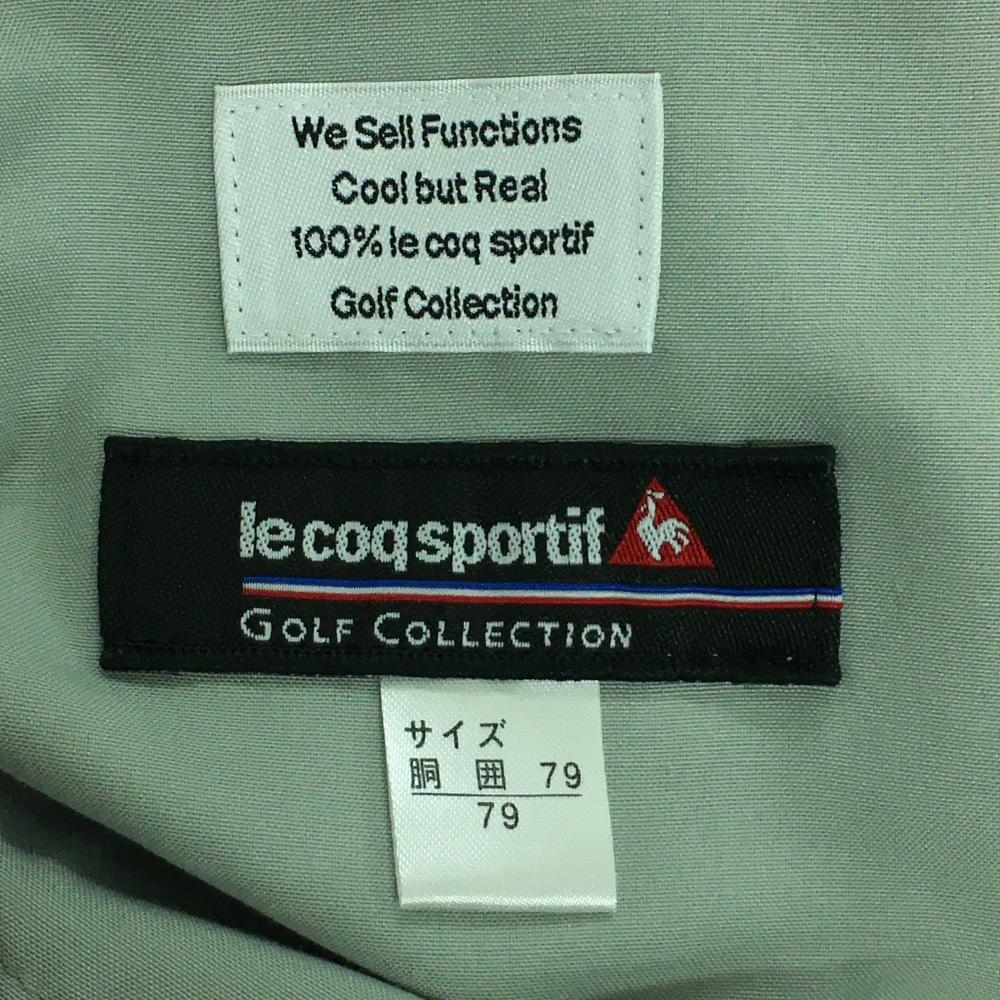 We Sell Functions
Cool but Real
100% le coq sportif
Golf Collection
le coq sportif
GOLF COLLECTION
サイズ
胴 囲 79
79